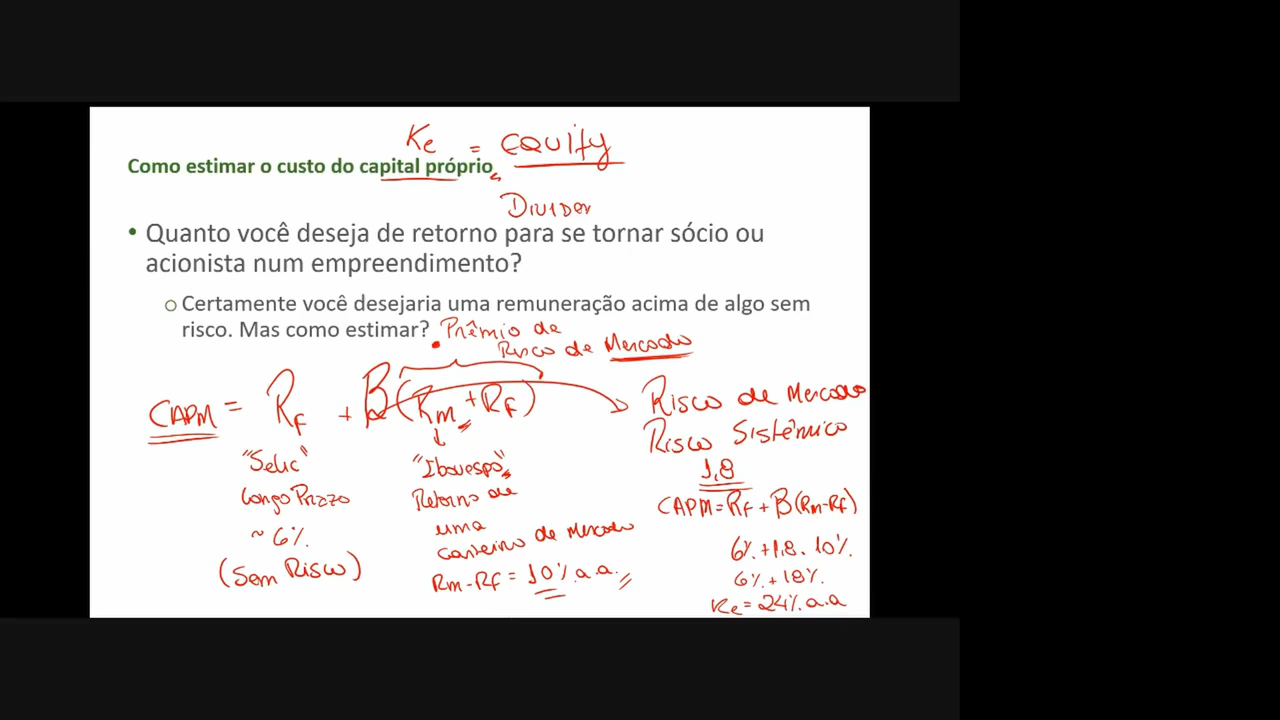 Ke = EQUITY
Como estimar o custo do capital próprio
DIVIDER
• Quanto você deseja de retorno para se tornar sócio ou
acionista num empreendimento?
o Certamente você desejaria uma remuneração acima de algo sem
risco. Mas como estimar?
• Prêmio de
Risco de Mercado
CAPM = Rf + B (Rm + Rf)
Risco de Mercado
Risco Sistêmico
1,8
"Selic"
Longo Prazo
~ 6%
(Sem Risco)
"Ibovespa"
Retorno de
uma
carteira de Mercado
Rm-Rf = 10% a.a.
CAPM = Rf + B(Rm-Rf)
6% + 1.8 . 10%
6% + 18%
Ke = 24% a.a